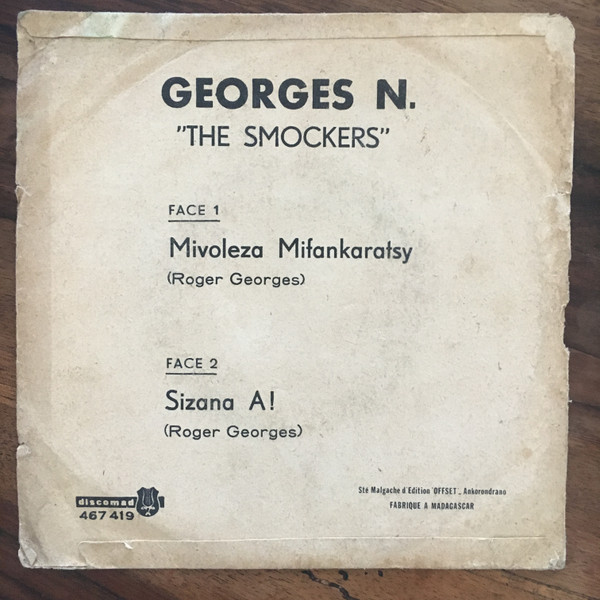 GEORGES N.
"THE SMOCKERS"
FACE 1
Mivoleza Mifankaratsy
(Roger Georges)
FACE 2
Sizana A!
(Roger Georges)
discomad
467 419
Sté Malgache d'Edition "OFFSET", Ankorondrano
FABRIQUE A MADAGASCAR